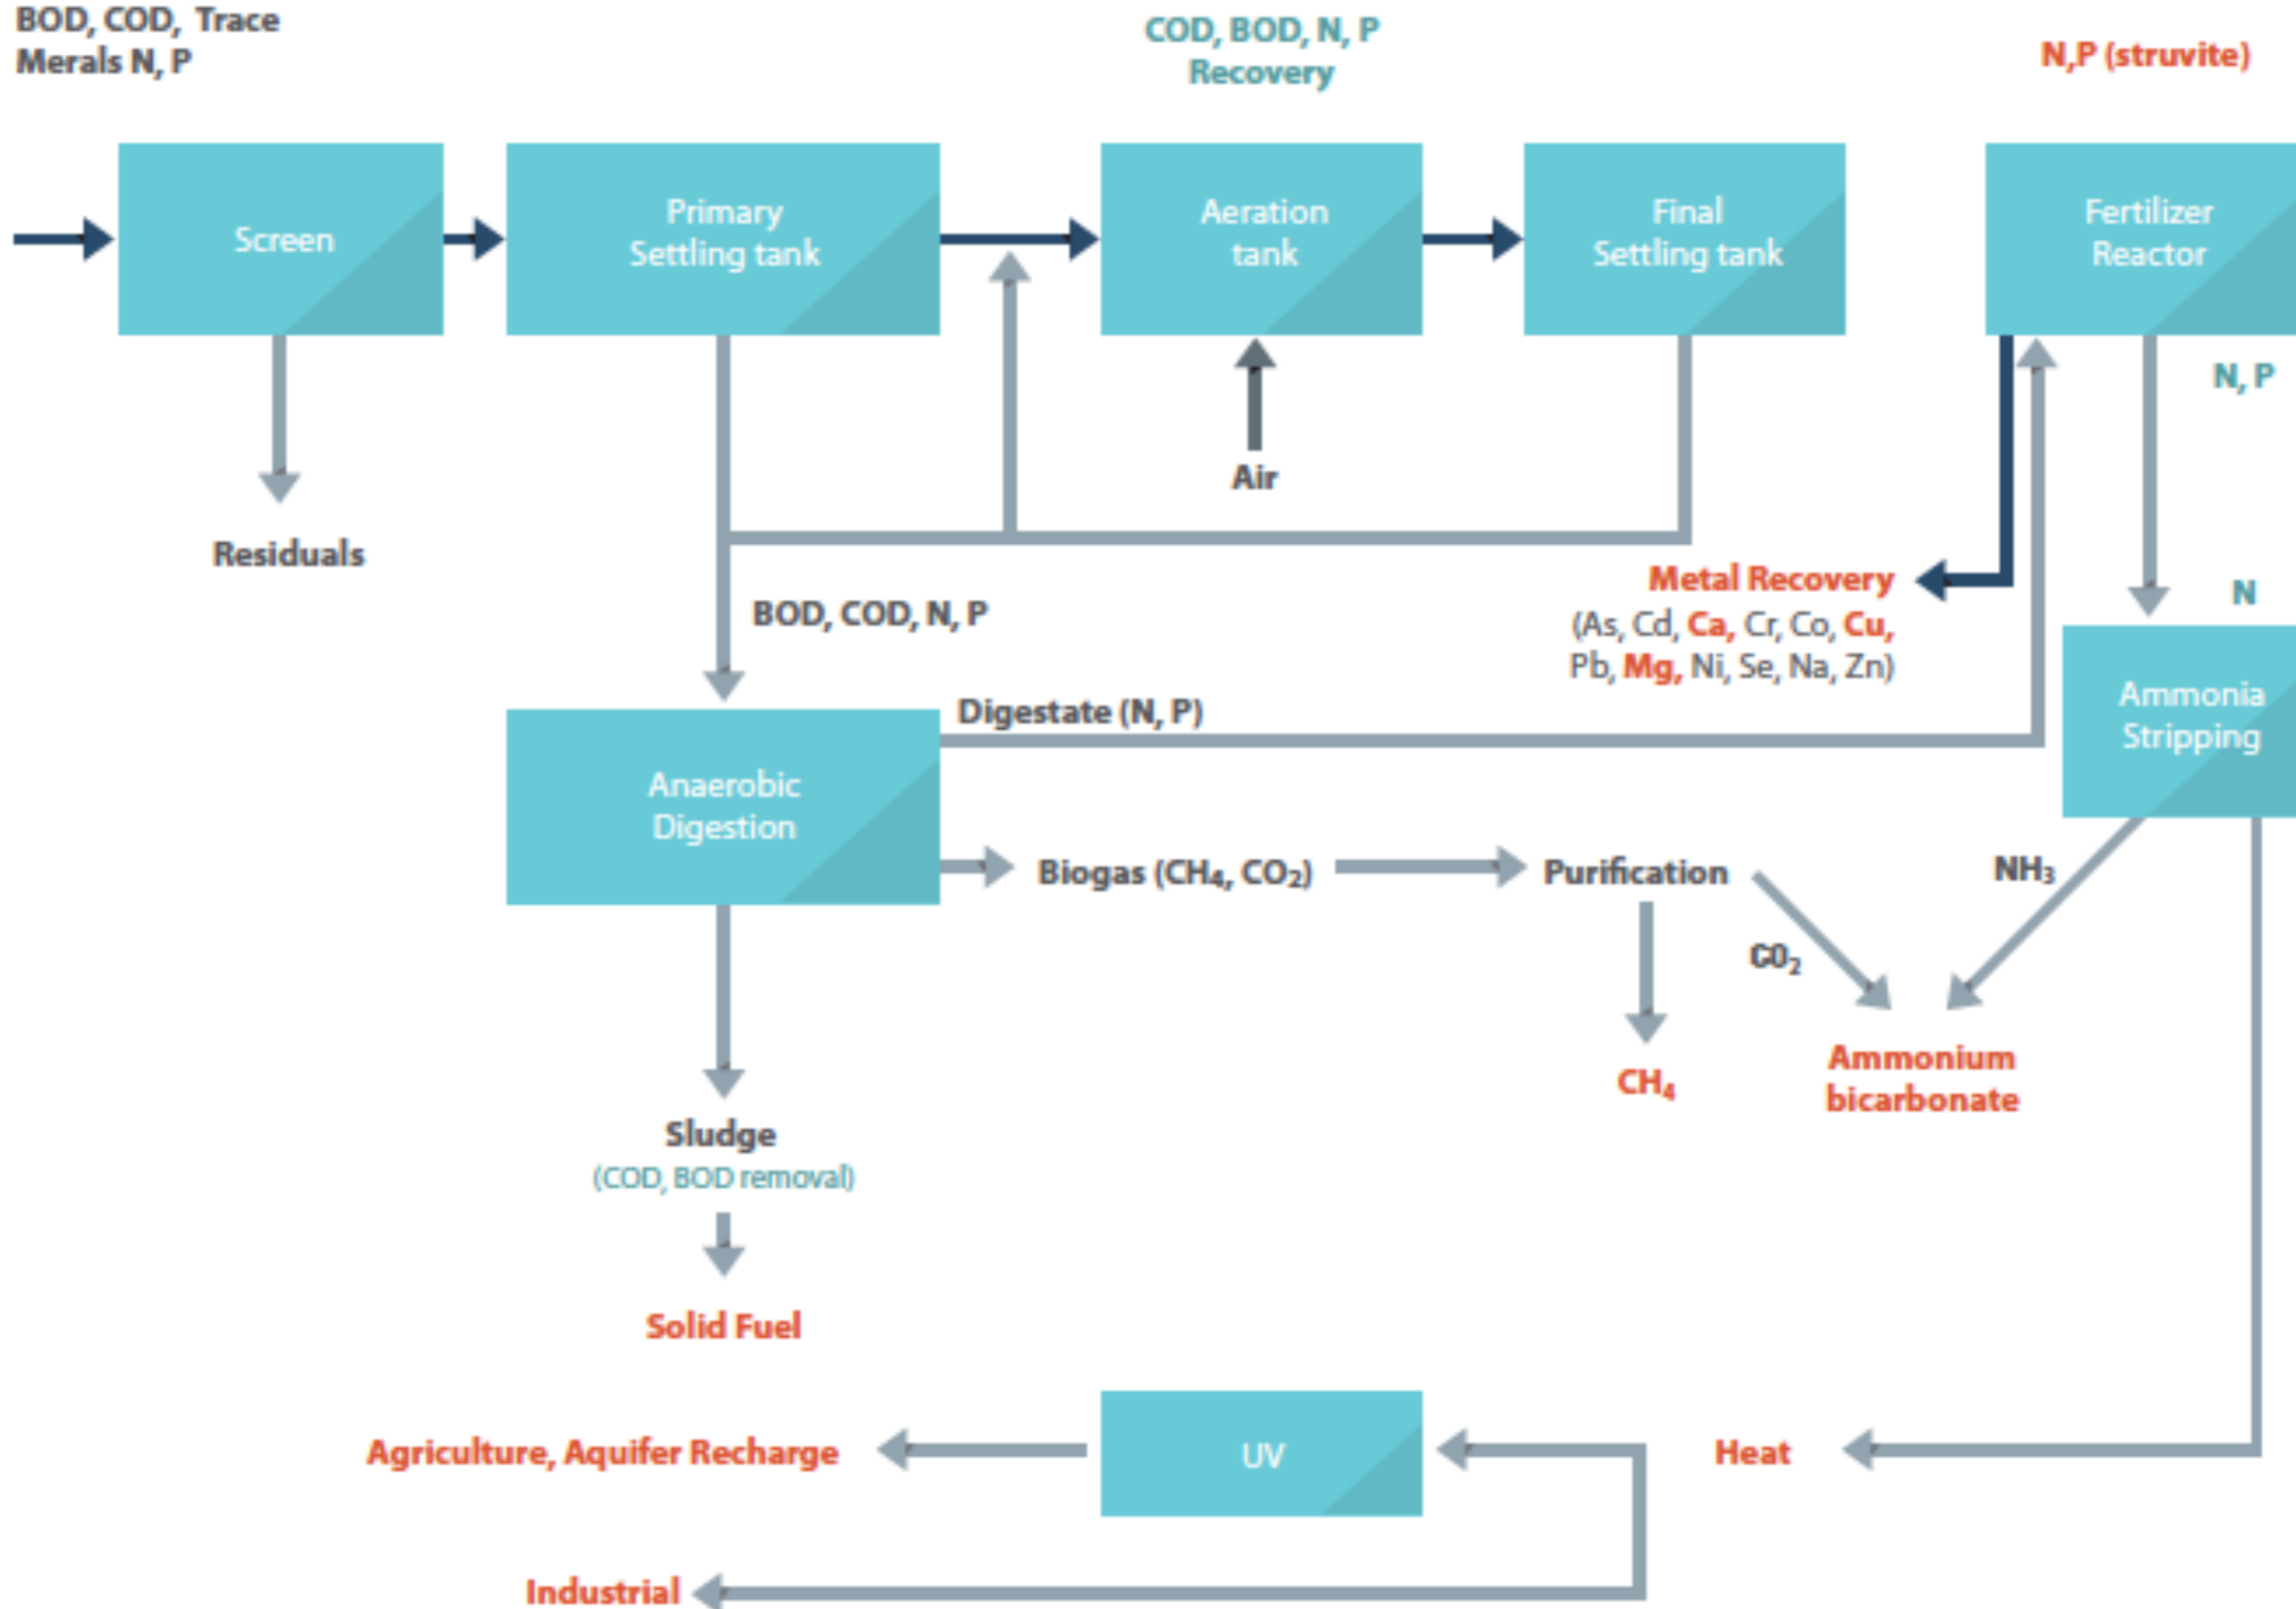 BOD, COD, Trace
Merals N, P
COD, BOD, N, P
Recovery
N,P (struvite)
Screen
Primary
Settling tank
Aeration
tank
Final
Settling tank
Fertilizer
Reactor
N, P
Air
Residuals
Metal Recovery
(As, Cd, Ca, Cr, Co, Cu,
Pb, Mg, Ni, Se, Na, Zn)
N
BOD, COD, N, P
Digestate (N, P)
Ammonia
Stripping
Anaerobic
Digestion
Biogas (CH₄, CO₂)
Purification
NH₃
CO₂
CH₄
Ammonium
bicarbonate
Sludge
(COD, BOD removal)
Solid Fuel
Agriculture, Aquifer Recharge
UV
Heat
Industrial